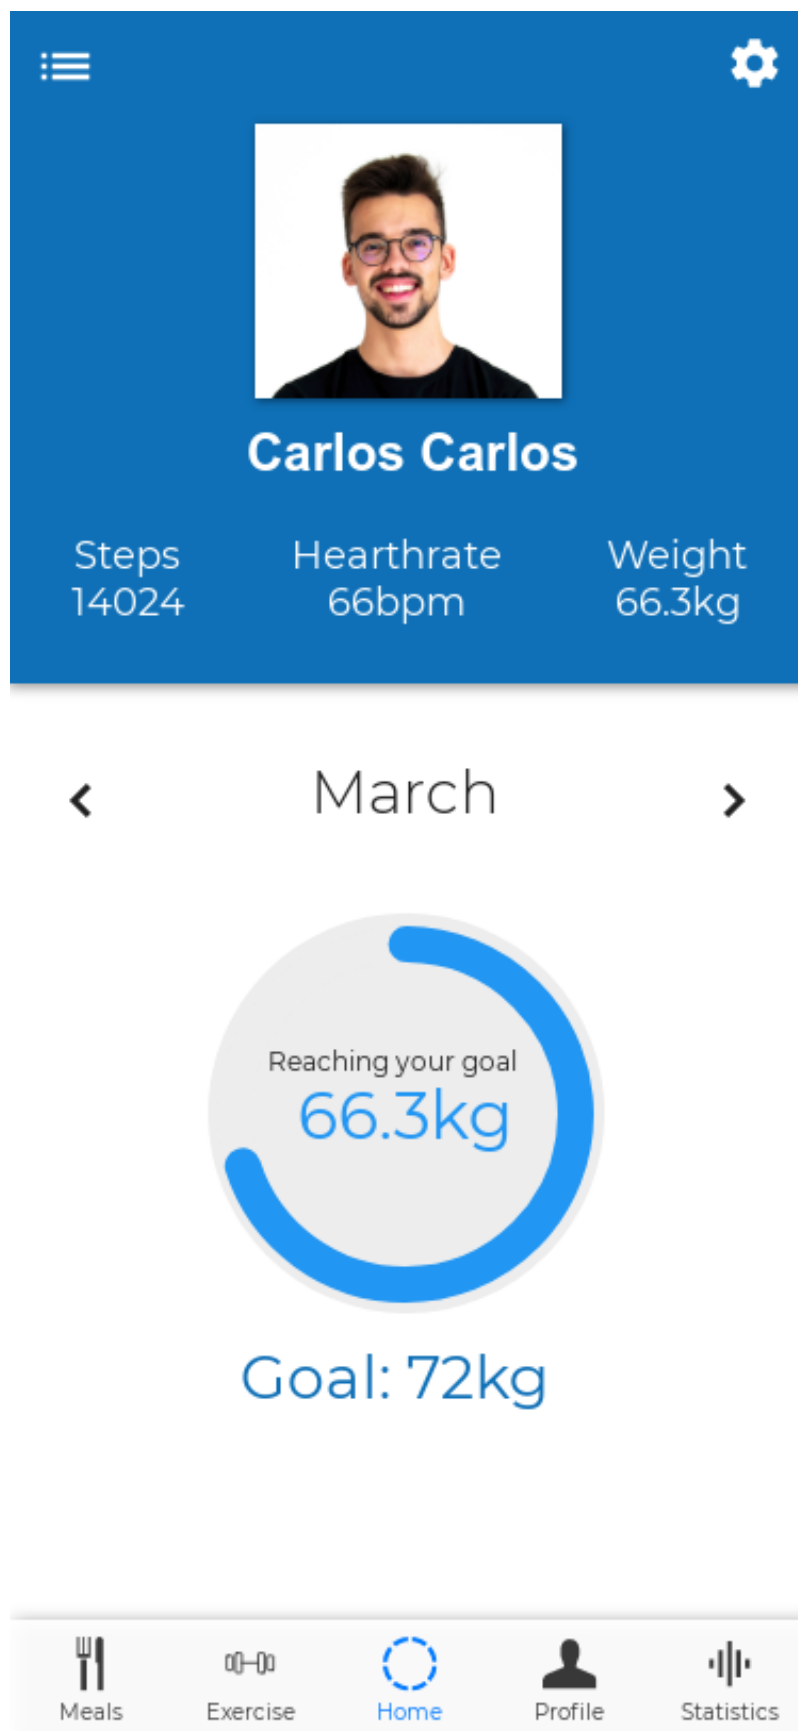 Carlos Carlos
Steps Hearthrate Weight
14024 66bpm 66.3kg
March
Reaching your goal
66.3kg
Goal: 72kg
Meals Exercise Home Profile Statistics